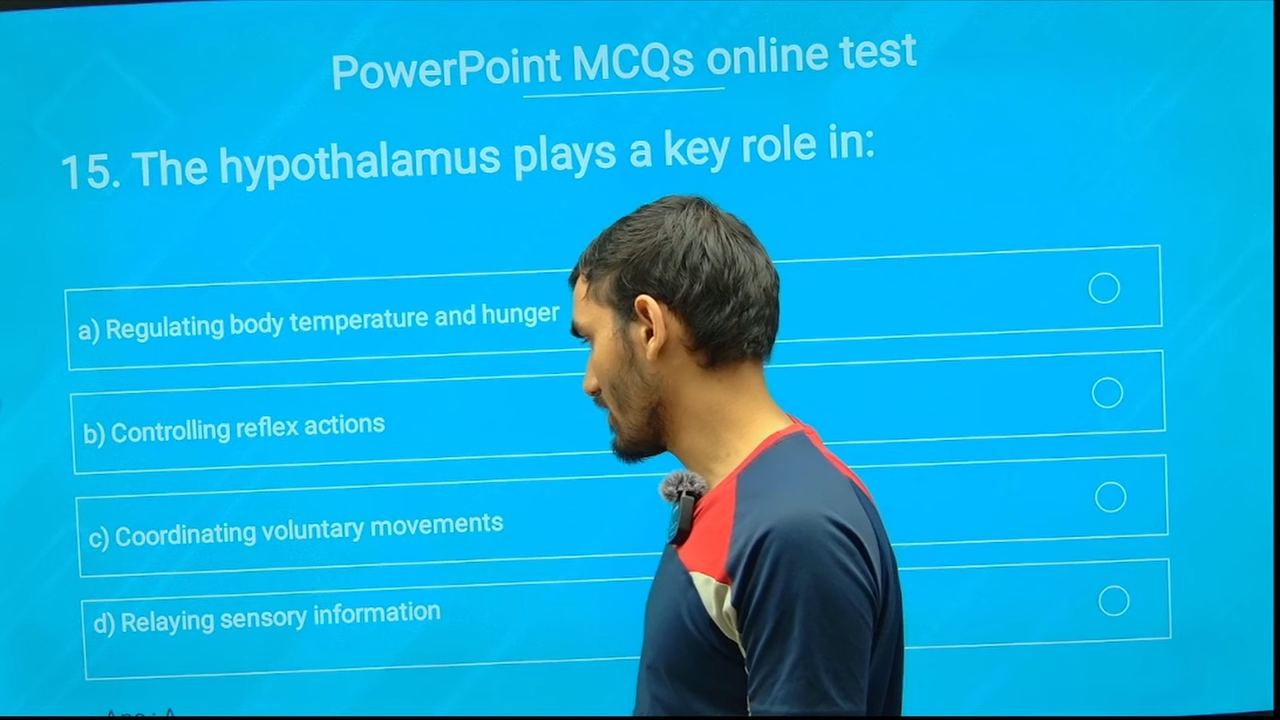 PowerPoint MCQs online test
15. The hypothalamus plays a key role in:
a) Regulating body temperature and hunger
b) Controlling reflex actions
c) Coordinating voluntary movements
d) Relaying sensory information